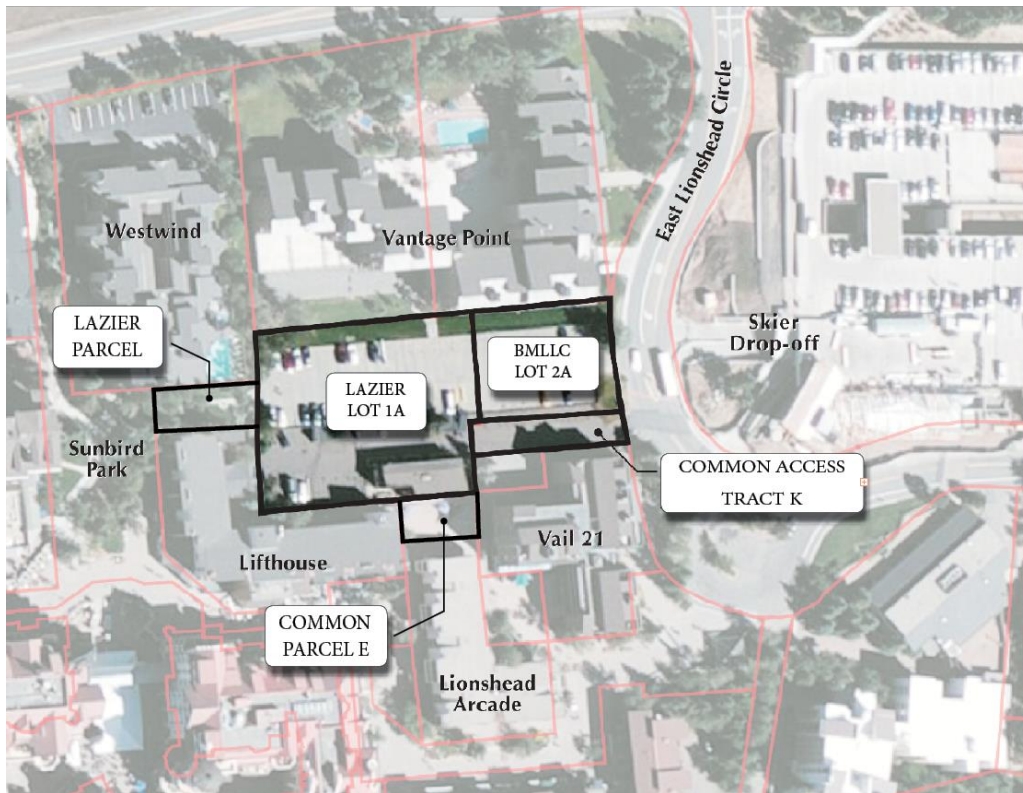 East Lionshead Circle
Westwind
Vantage Point
LAZIER
PARCEL
BMLLC
LOT 2A
Skier
Drop-off
LAZIER
LOT 1A
Sunbird
Park
COMMON ACCESS
TRACT K
Vail 21
Lifthouse
COMMON
PARCEL E
Lionshead
Arcade